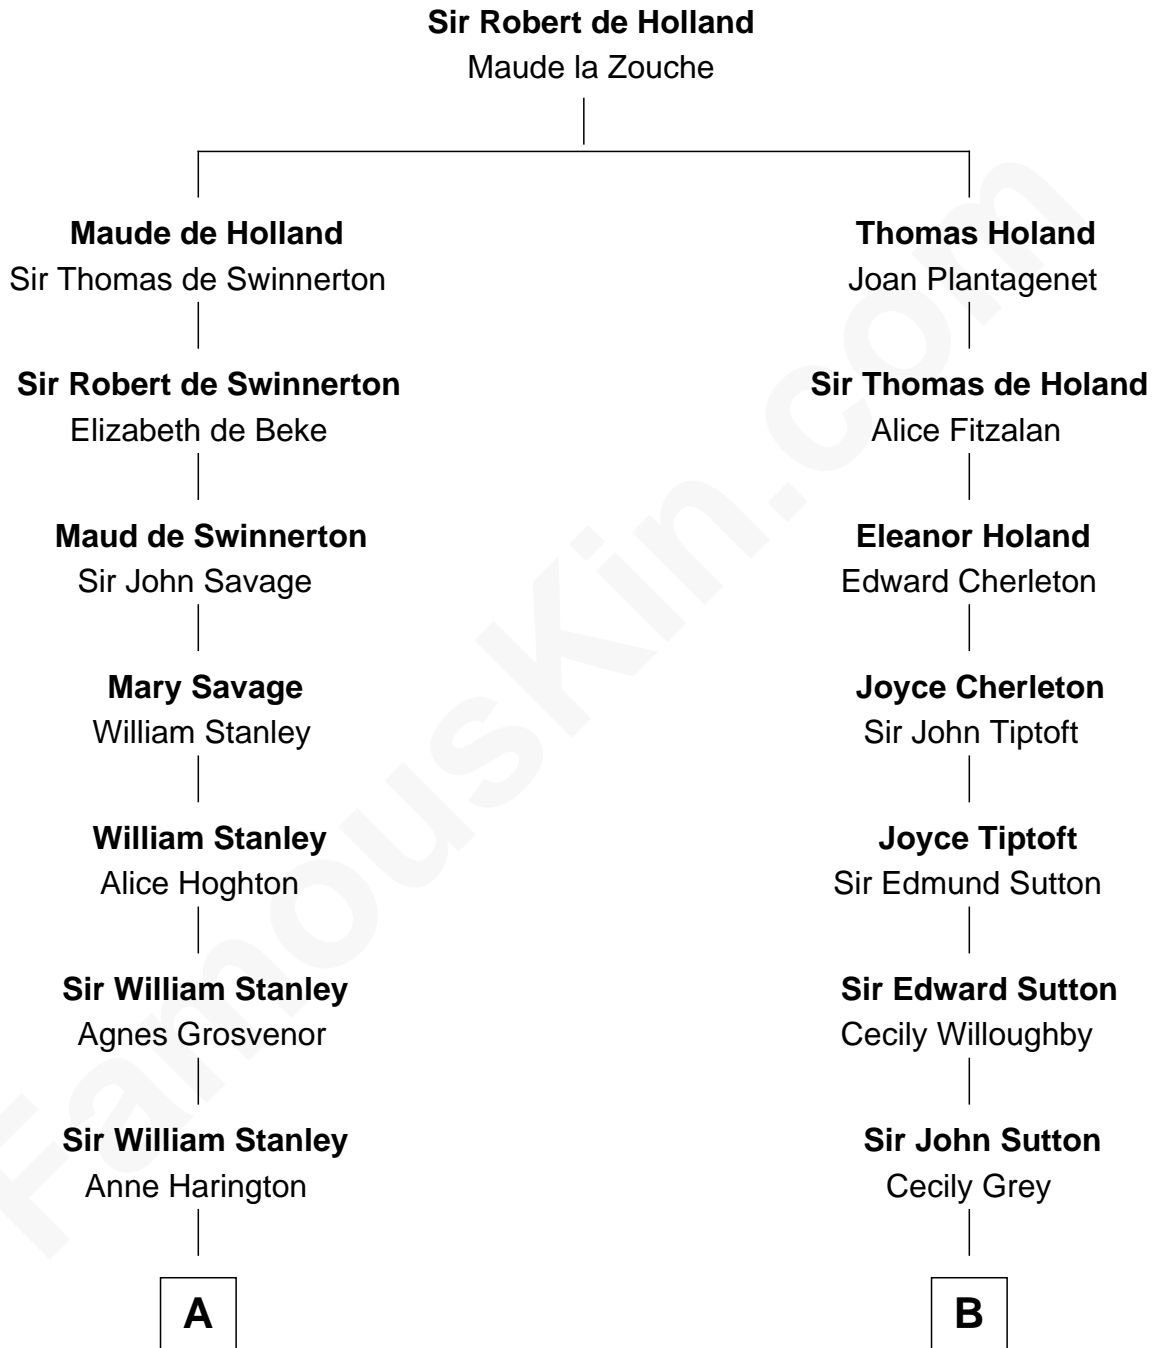 Sir Robert de Holland
Maude la Zouche
Maude de Holland
Sir Thomas de Swinnerton
Thomas Holand
Joan Plantagenet
Sir Robert de Swinnerton
Elizabeth de Beke
Sir Thomas de Holand
Alice Fitzalan
Maud de Swinnerton
Sir John Savage
Eleanor Holand
Edward Cherleton
Mary Savage
William Stanley
Joyce Cherleton
Sir John Tiptoft
William Stanley
Alice Hoghton
Joyce Tiptoft
Sir Edmund Sutton
Sir William Stanley
Agnes Grosvenor
Sir Edward Sutton
Cecily Willoughby
Sir William Stanley
Anne Harington
Sir John Sutton
Cecily Grey
A
B
FamousKin.com